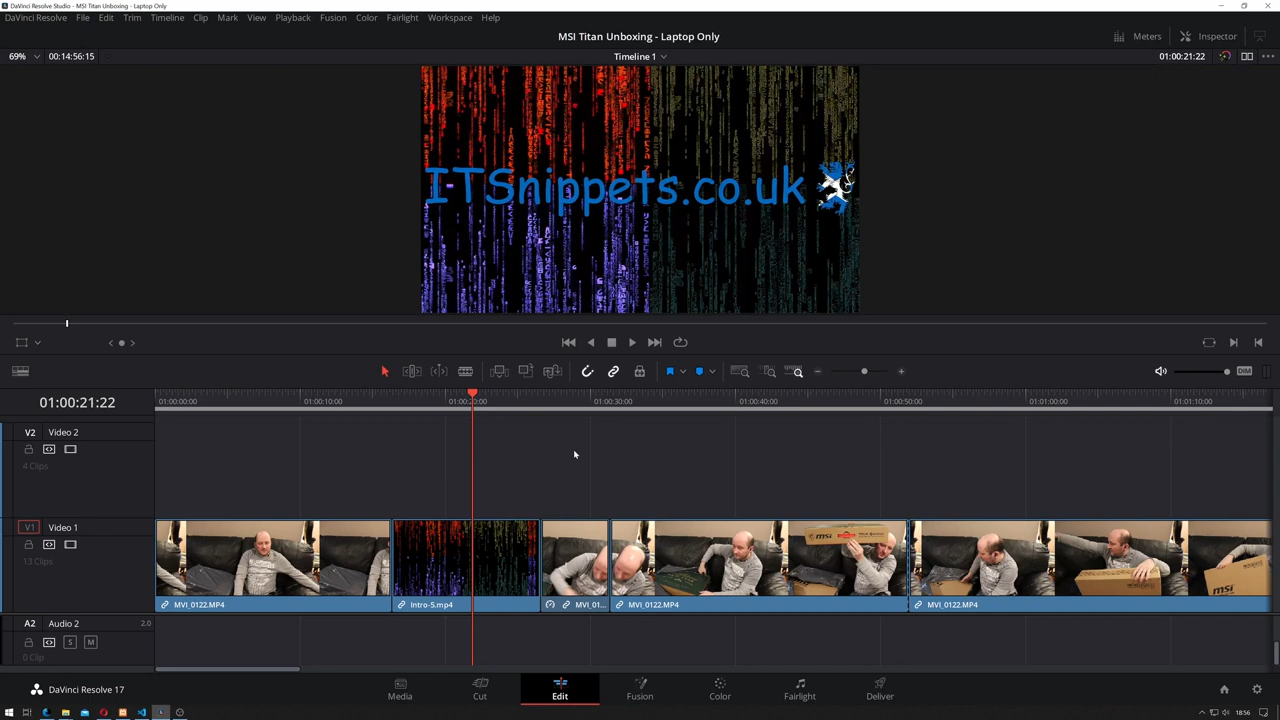 DaVinci Resolve Studio - MSI Titan Unboxing - Laptop Only
DaVinci Resolve File Edit Trim Timeline Clip Mark View Playback Fusion Color Fairlight Workspace Help
MSI Titan Unboxing - Laptop Only
Meters Inspector
69% 00:14:56:15 Timeline 1 01:00:21:22
ITSnippets.co.uk
DIM
01:00:21:22 01:00:00:00 01:00:10:00 01:00:20:00 01:00:30:00 01:00:40:00 01:00:50:00 01:01:00:00 01:01:10:00
V2 Video 2
4 Clips
V1 Video 1
13 Clips
msi
msi
msi
MVI_0122.MP4 Intro-5.mp4 MVI_01... MVI_0122.MP4 MVI_0122.MP4
A2 Audio 2 2.0
S M
0 Clip
DaVinci Resolve 17 Media Cut Edit Fusion Color Fairlight Deliver
18:56